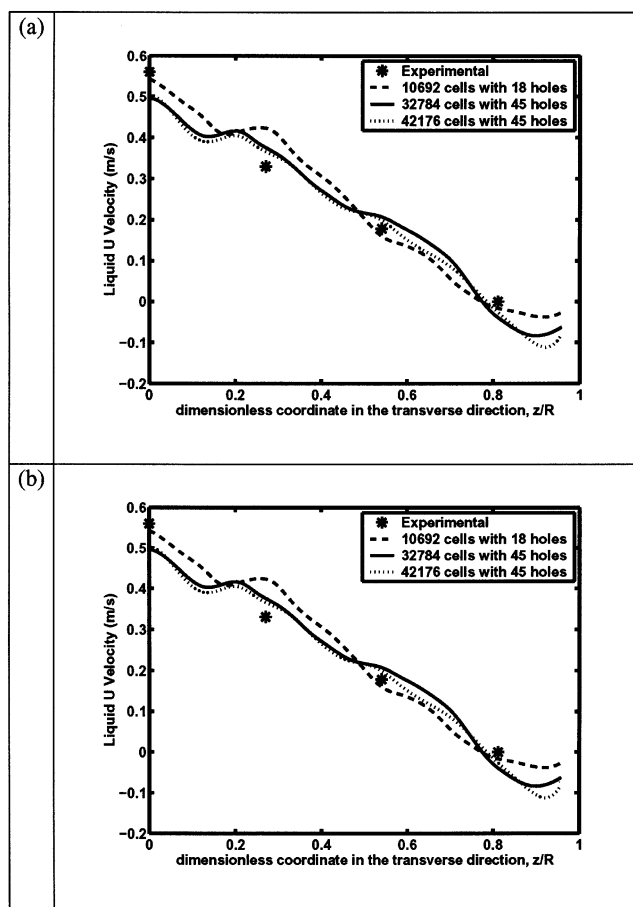 (a)
0.6
0.5
0.4
0.3
0.2
0.1
0
−0.1
−0.2
Liquid U Velocity (m/s)
Experimental
10692 cells with 18 holes
32784 cells with 45 holes
42176 cells with 45 holes
0 0.2 0.4 0.6 0.8 1
dimensionless coordinate in the transverse direction, z/R
(b)
0.6
0.5
0.4
0.3
0.2
0.1
0
−0.1
−0.2
Liquid U Velocity (m/s)
Experimental
10692 cells with 18 holes
32784 cells with 45 holes
42176 cells with 45 holes
0 0.2 0.4 0.6 0.8 1
dimensionless coordinate in the transverse direction, z/R